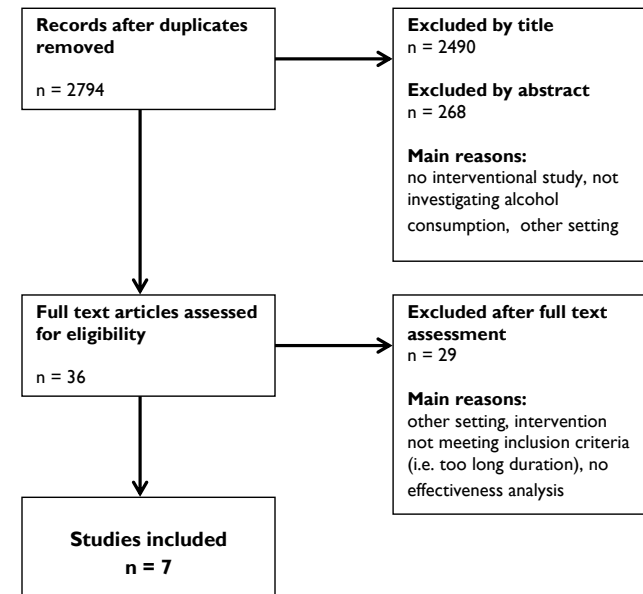 Records after duplicates
removed
n = 2794
Excluded by title
n = 2490
Excluded by abstract
n = 268
Main reasons:
no interventional study, not
investigating alcohol
consumption, other setting
Full text articles assessed
for eligibility
n = 36
Excluded after full text
assessment
n = 29
Main reasons:
other setting, intervention
not meeting inclusion criteria
(i.e. too long duration), no
effectiveness analysis
Studies included
n = 7